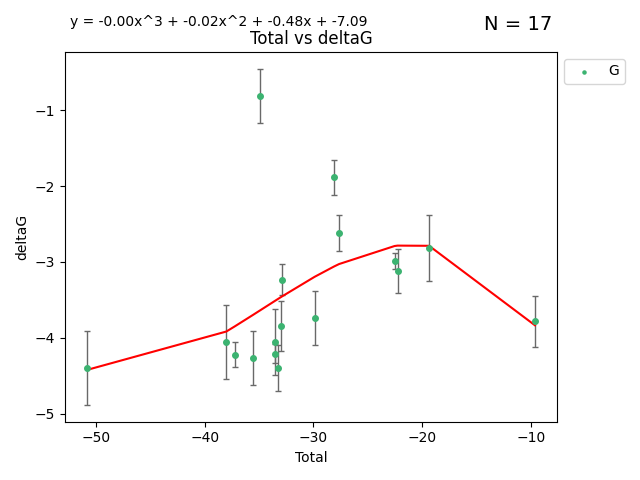 y = -0.00x^3 + -0.02x^2 + -0.48x + -7.09
N = 17
Total vs deltaG
G
−1
−2
−3
−4
−5
deltaG
−50 −40 −30 −20 −10
Total